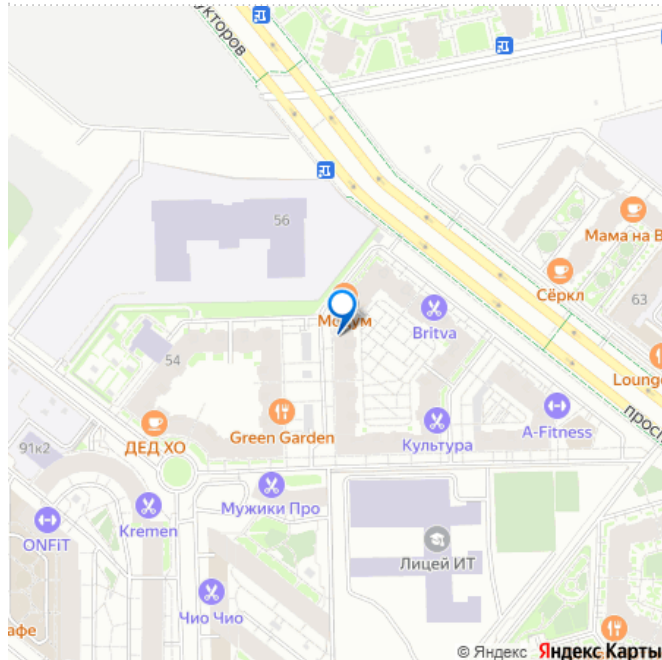 укторов
56
Мама на В
Сёркл
63
Britva
54
Lounge
Green Garden
Культура
A-Fitness
просп
ДЕД ХО
91к2
Мужики Про
Kremen
ONFiT
Лицей ИТ
Чио Чио
афе
© Яндекс Яндекс Карты